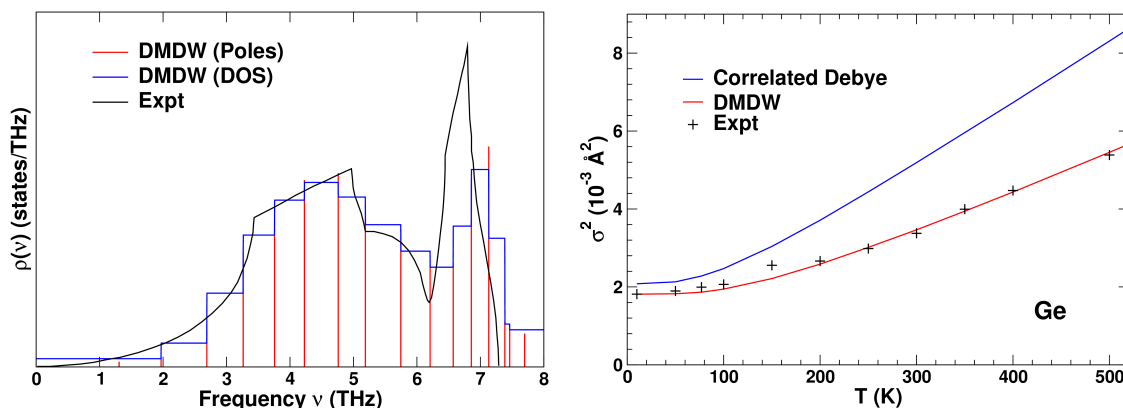 DMDW (Poles)
DMDW (DOS)
Expt
ρ(ν) (states/THz)
0 1 2 3 4 5 6 7 8
Frequency ν (THz)
Correlated Debye
DMDW
Expt
σ² (10⁻³ Å²)
8
6
4
2
0
Ge
0 100 200 300 400 500
T (K)